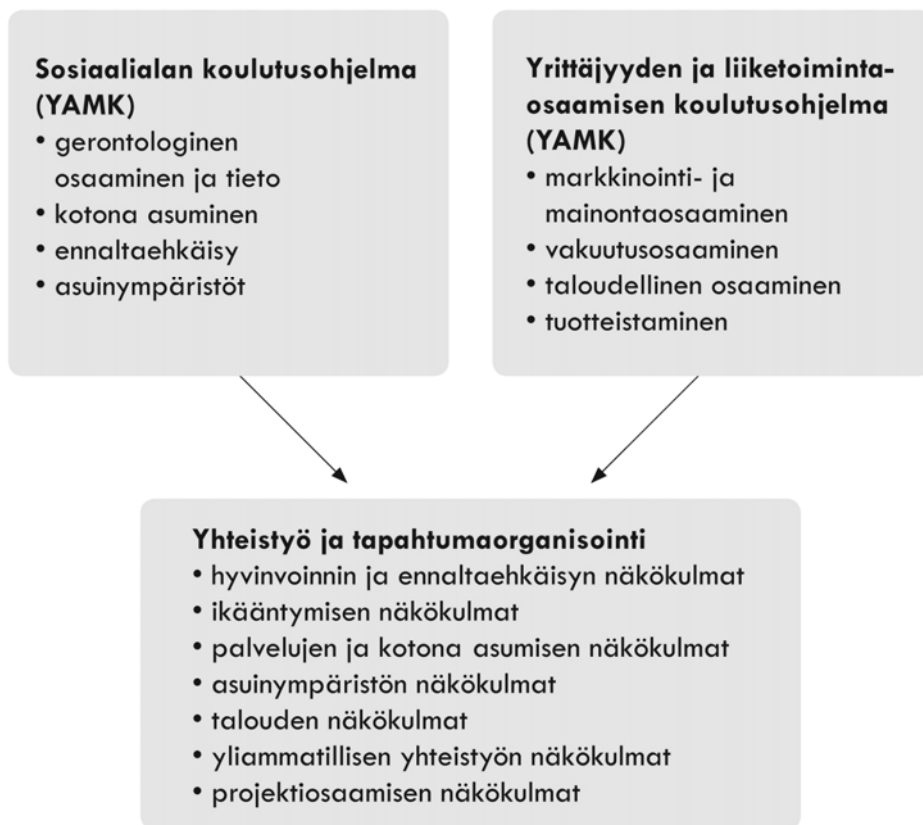 Sosiaalialan koulutusohjelma
(YAMK)
• gerontologinen
osaaminen ja tieto
• kotona asuminen
• ennaltaehkäisy
• asuinympäristöt
Yrittäjyyden ja liiketoiminta-
osaamisen koulutusohjelma
(YAMK)
• markkinointi- ja
mainontaosaaminen
• vakuutusosaaminen
• taloudellinen osaaminen
• tuotteistaminen
Yhteistyö ja tapahtumaorganisointi
• hyvinvoinnin ja ennaltaehkäisyn näkökulmat
• ikääntymisen näkökulmat
• palvelujen ja kotona asumisen näkökulmat
• asuinympäristön näkökulmat
• talouden näkökulmat
• yliammatillisen yhteistyön näkökulmat
• projektiosaamisen näkökulmat